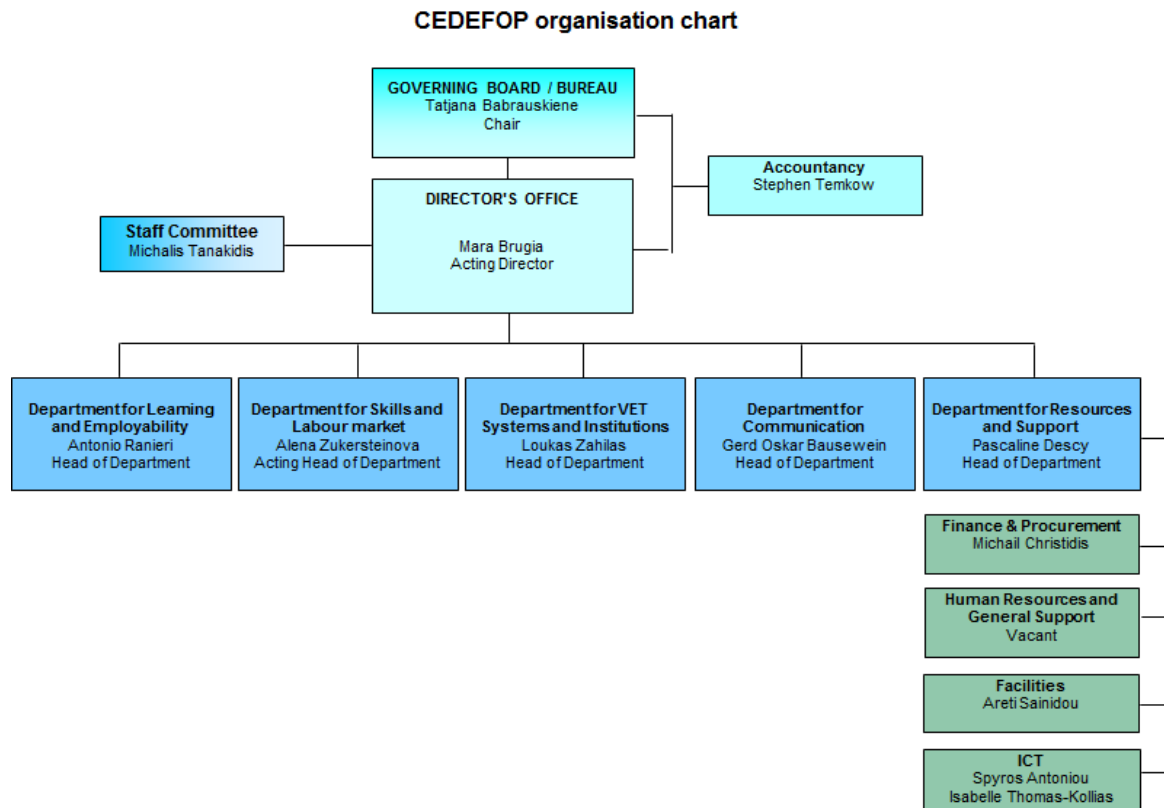 CEDEFOP organisation chart
GOVERNING BOARD / BUREAU
Tatjana Babrauskiene
Chair
Accountancy
Stephen Temkow
DIRECTOR'S OFFICE
Mara Brugia
Acting Director
Staff Committee
Michalis Tanakidis
Department for Learning
and Employability
Antonio Ranieri
Head of Department
Department for Skills and
Labour market
Alena Zukersteinova
Acting Head of Department
Department for VET
Systems and Institutions
Loukas Zahilas
Head of Department
Department for
Communication
Gerd Oskar Bausewein
Head of Department
Department for Resources
and Support
Pascaline Descy
Head of Department
Finance & Procurement
Michail Christidis
Human Resources and
General Support
Vacant
Facilities
Areti Sainidou
ICT
Spyros Antoniou
Isabelle Thomas-Kollias